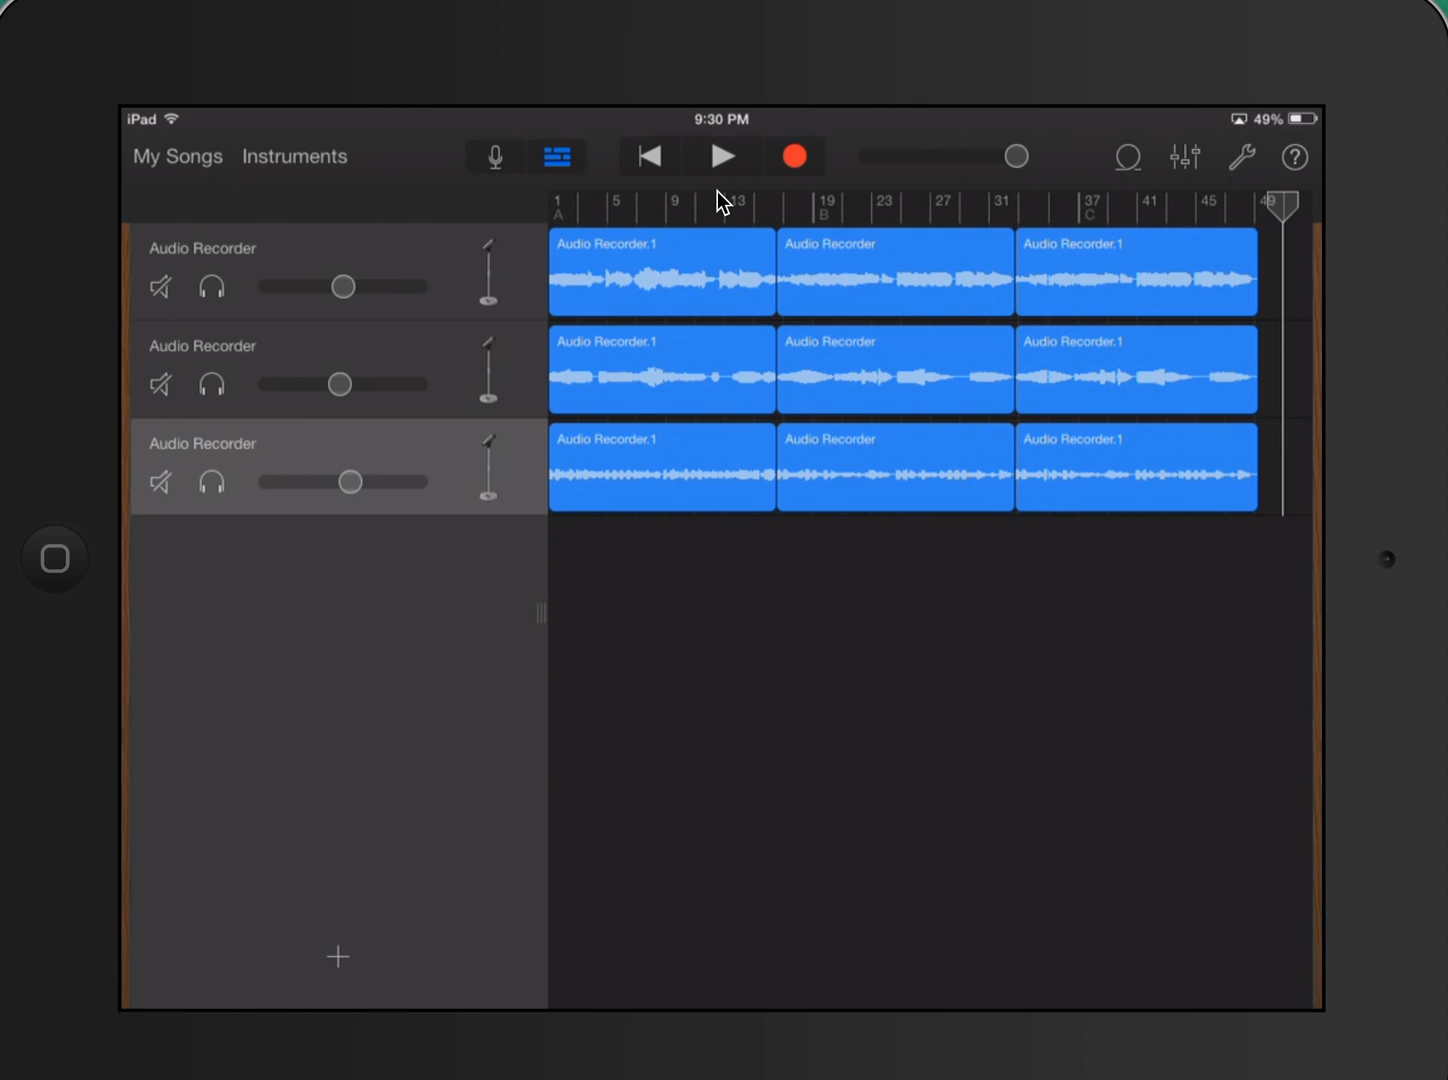 iPad 9:30 PM 49%
My Songs Instruments
1 5 9 13 19 23 27 31 37 41 45 49
A B C
Audio Recorder Audio Recorder.1 Audio Recorder Audio Recorder.1
Audio Recorder Audio Recorder.1 Audio Recorder Audio Recorder.1
Audio Recorder Audio Recorder.1 Audio Recorder Audio Recorder.1